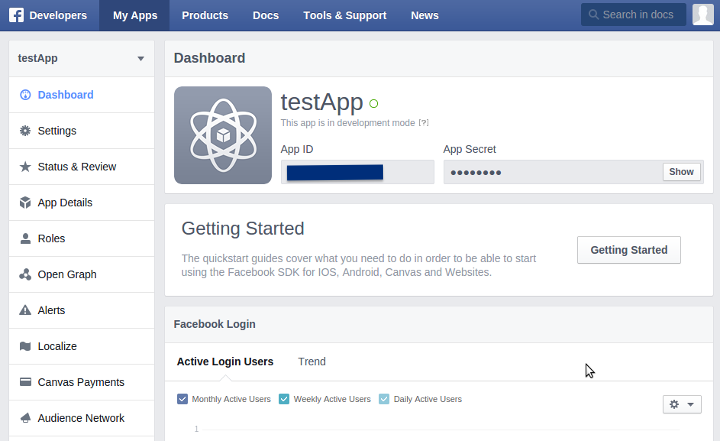 Developers
My Apps
Products
Docs
Tools & Support
News
Search in docs
testApp
Dashboard
Settings
Status & Review
App Details
Roles
Open Graph
Alerts
Localize
Canvas Payments
Audience Network
Dashboard
testApp
This app is in development mode [?]
App ID
App Secret
●●●●●●●●
Show
Getting Started
The quickstart guides cover what you need to do in order to be able to start
using the Facebook SDK for IOS, Android, Canvas and Websites.
Getting Started
Facebook Login
Active Login Users
Trend
Monthly Active Users
Weekly Active Users
Daily Active Users
1